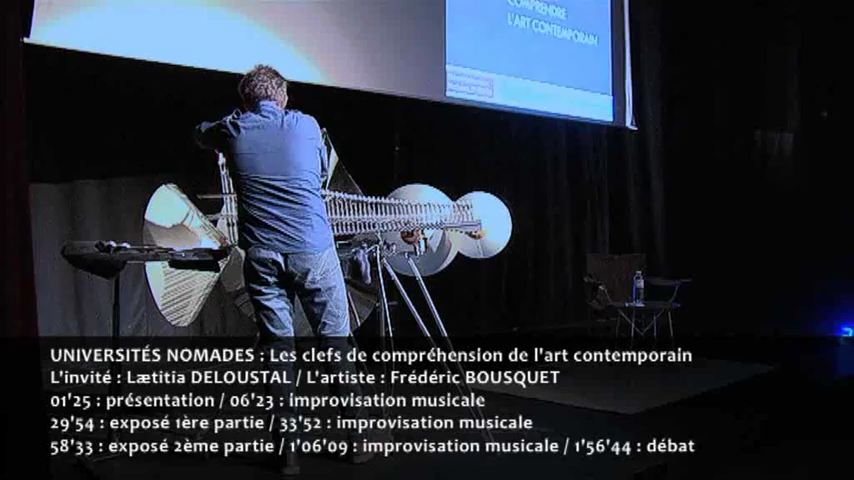 COMPRENDRE
L'ART CONTEMPORAIN
UNIVERSITÉS NOMADES : Les clefs de compréhension de l'art contemporain
L'invité : Lætitia DELOUSTAL / L'artiste : Frédéric BOUSQUET
01'25 : présentation / 06'23 : improvisation musicale
29'54 : exposé 1ère partie / 33'52 : improvisation musicale
58'33 : exposé 2ème partie / 1'06'09 : improvisation musicale / 1'56'44 : débat